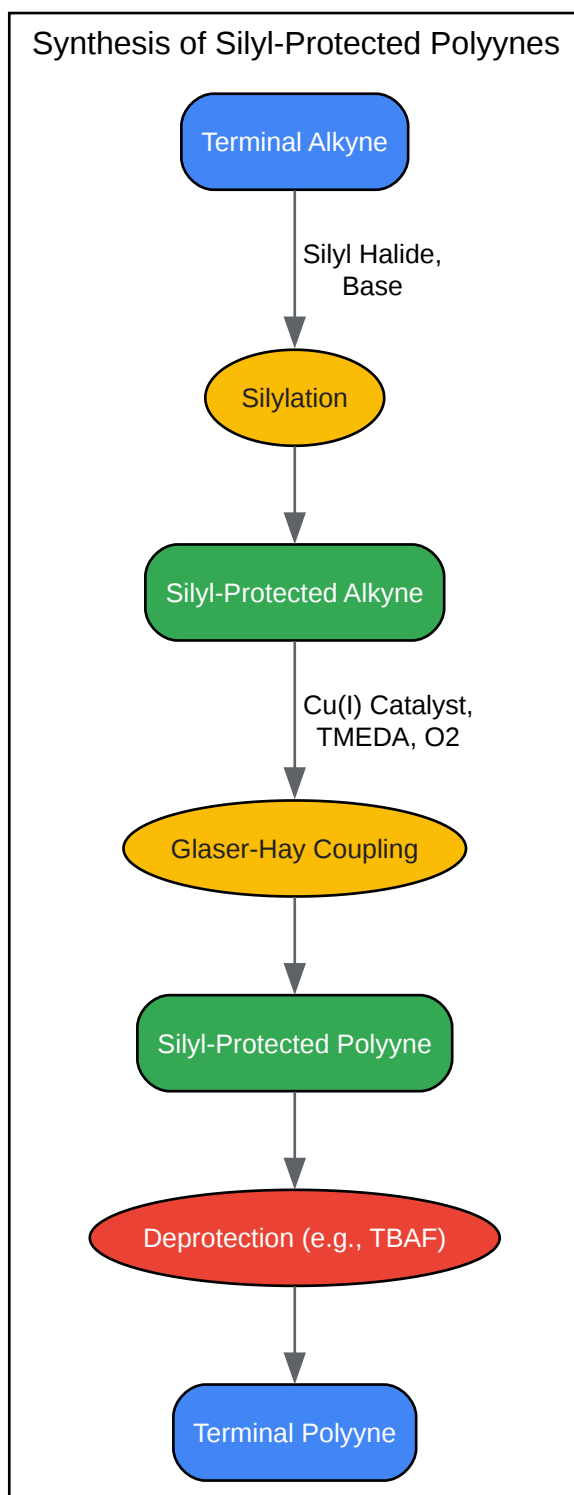 Synthesis of Silyl-Protected Polyynes
Terminal Alkyne
Silyl Halide,
Base
Silylation
Silyl-Protected Alkyne
Cu(I) Catalyst,
TMEDA, O2
Glaser-Hay Coupling
Silyl-Protected Polyyne
Deprotection (e.g., TBAF)
Terminal Polyyne